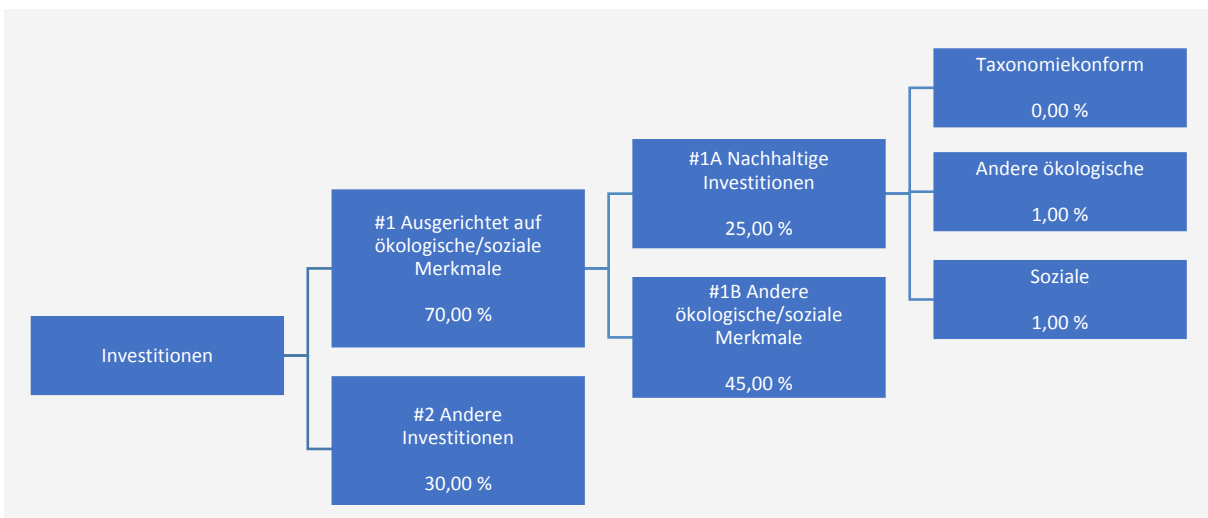 Investitionen
#1 Ausgerichtet auf
ökologische/soziale
Merkmale
70,00 %
#2 Andere
Investitionen
30,00 %
#1A Nachhaltige
Investitionen
25,00 %
#1B Andere
ökologische/soziale
Merkmale
45,00 %
Taxonomiekonform
0,00 %
Andere ökologische
1,00 %
Soziale
1,00 %